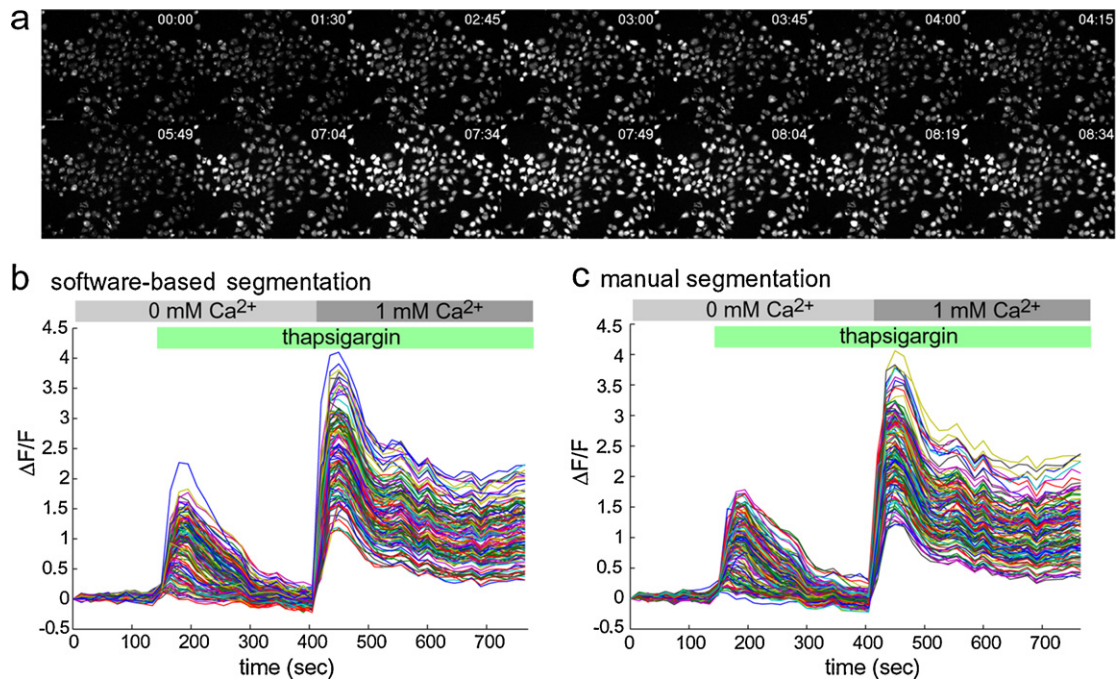 a
00:00 01:30 02:45 03:00 03:45 04:00 04:15
05:49 07:04 07:34 07:49 08:04 08:19 08:34
b software-based segmentation
0 mM Ca2+ 1 mM Ca2+
thapsigargin
4.5
4
3.5
3
2.5
2
1.5
1
0.5
0
-0.5
ΔF/F
0 100 200 300 400 500 600 700
time (sec)
c manual segmentation
0 mM Ca2+ 1 mM Ca2+
thapsigargin
4.5
4
3.5
3
2.5
2
1.5
1
0.5
0
-0.5
ΔF/F
0 100 200 300 400 500 600 700
time (sec)